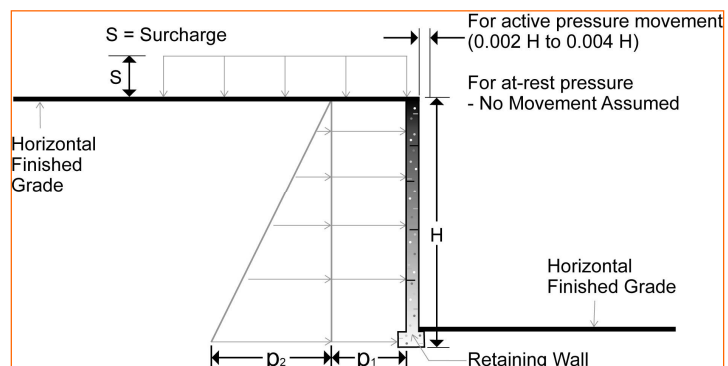 S = Surcharge
S
For active pressure movement
(0.002 H to 0.004 H)
For at-rest pressure
- No Movement Assumed
Horizontal
Finished
Grade
H
Horizontal
Finished Grade
p2
p1
Retaining Wall